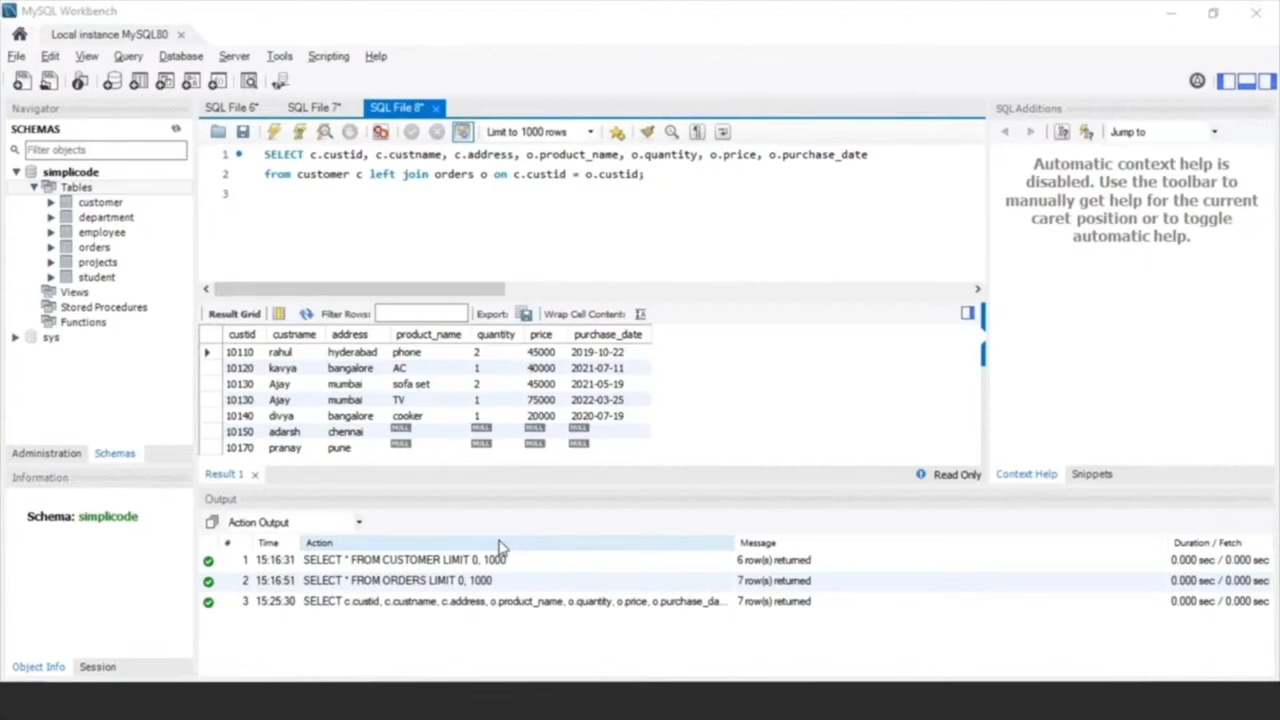 MySQL Workbench
Local instance MySQL80 ×
File Edit View Query Database Server Tools Scripting Help
Navigator
SCHEMAS
Filter objects
simplicode
Tables
customer
department
employee
orders
projects
student
Views
Stored Procedures
Functions
sys
Administration Schemas
Information
Schema: simplicode
Object Info Session
SQL File 6* SQL File 7* SQL File 8* ×
Limit to 1000 rows
1 SELECT c.custid, c.custname, c.address, o.product_name, o.quantity, o.price, o.purchase_date
2 from customer c left join orders o on c.custid = o.custid;
3
Result Grid Filter Rows: Export: Wrap Cell Content:
custid custname address product_name quantity price purchase_date
10110 rahul hyderabad phone 2 45000 2019-10-22
10120 kavya bangalore AC 1 40000 2021-07-11
10130 Ajay mumbai sofa set 2 45000 2021-05-19
10130 Ajay mumbai TV 1 75000 2022-03-25
10140 divya bangalore cooker 1 20000 2020-07-19
10150 adarsh chennai NULL NULL NULL NULL
10170 pranay pune NULL NULL NULL NULL
Result 1 × Read Only
SQLAdditions
Jump to
Automatic context help is
disabled. Use the toolbar to
manually get help for the current
caret position or to toggle
automatic help.
Context Help Snippets
Output
Action Output
# Time Action Message Duration / Fetch
1 15:16:31 SELECT * FROM CUSTOMER LIMIT 0, 1000 6 row(s) returned 0.000 sec / 0.000 sec
2 15:16:51 SELECT * FROM ORDERS LIMIT 0, 1000 7 row(s) returned 0.000 sec / 0.000 sec
3 15:25:30 SELECT c.custid, c.custname, c.address, o.product_name, o.quantity, o.price, o.purchase_da... 7 row(s) returned 0.000 sec / 0.000 sec